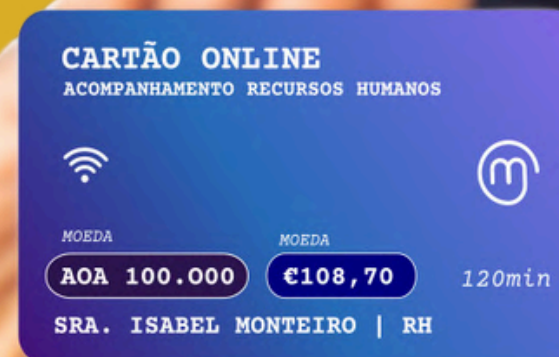 CARTÃO ONLINE
ACOMPANHAMENTO RECURSOS HUMANOS
m
MOEDA MOEDA
AOA 100.000 €108,70 120min
SRA. ISABEL MONTEIRO | RH